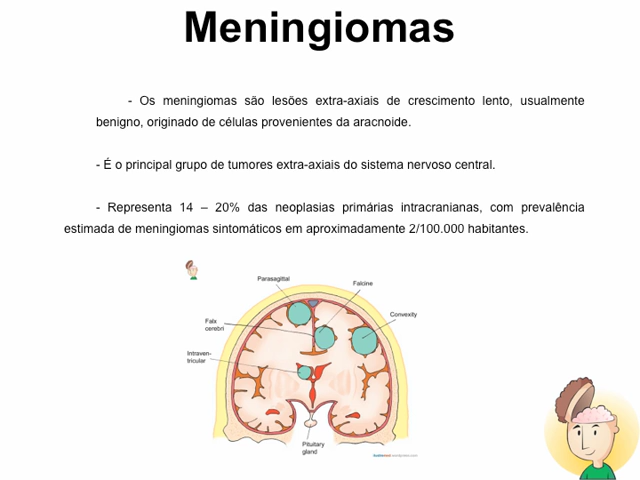 Meningiomas
- Os meningiomas são lesões extra-axiais de crescimento lento, usualmente
benigno, originado de células provenientes da aracnoide.
- É o principal grupo de tumores extra-axiais do sistema nervoso central.
- Representa 14 – 20% das neoplasias primárias intracranianas, com prevalência
estimada de meningiomas sintomáticos em aproximadamente 2/100.000 habitantes.
Parasagittal
Falcine
Convexity
Falx
cerebri
Intraven-
tricular
Pituitary
gland